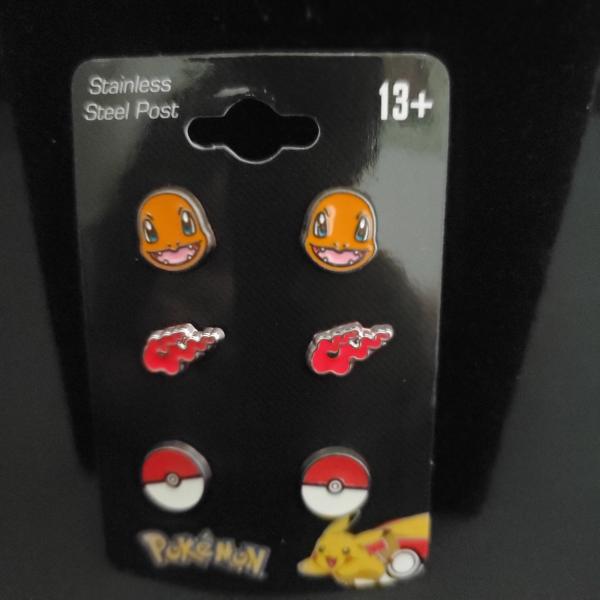 Stainless
Steel Post
13+
POKéMON